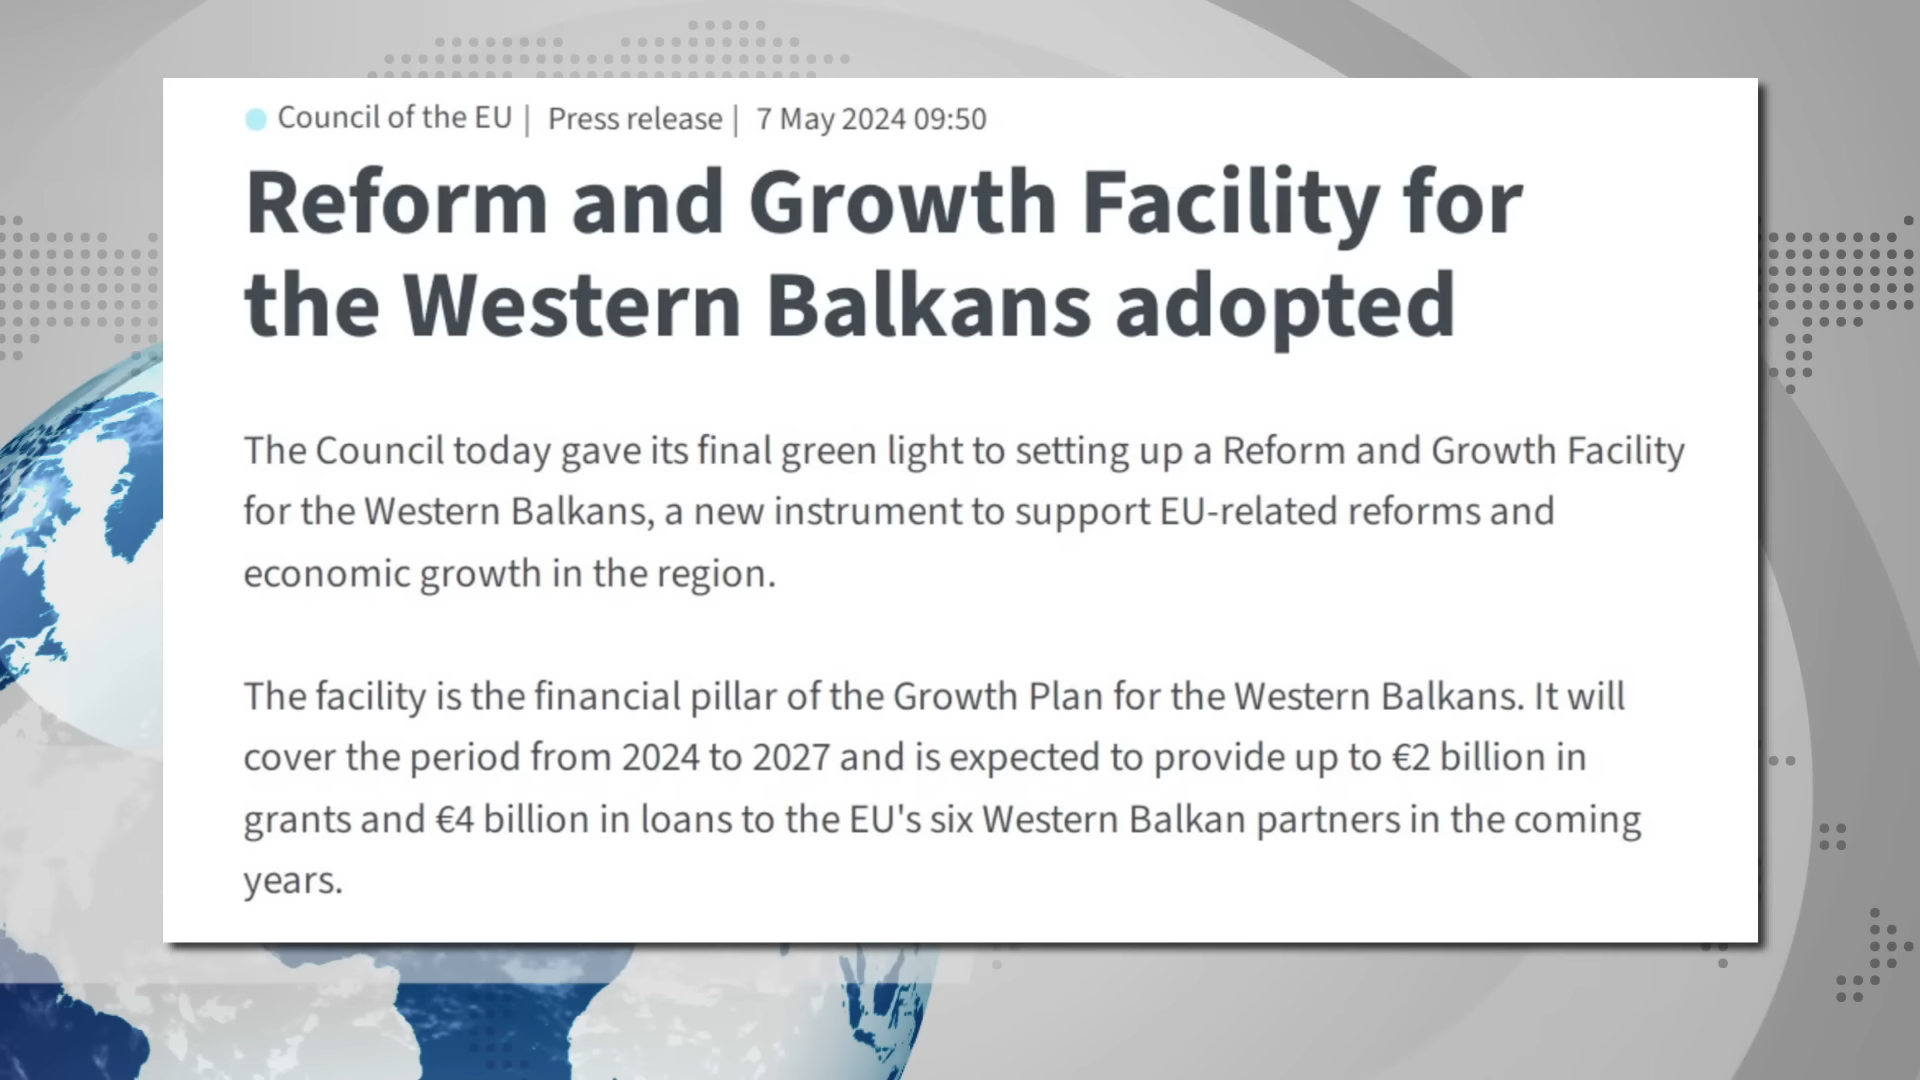 Council of the EU | Press release | 7 May 2024 09:50
Reform and Growth Facility for
the Western Balkans adopted
The Council today gave its final green light to setting up a Reform and Growth Facility
for the Western Balkans, a new instrument to support EU-related reforms and
economic growth in the region.
The facility is the financial pillar of the Growth Plan for the Western Balkans. It will
cover the period from 2024 to 2027 and is expected to provide up to €2 billion in
grants and €4 billion in loans to the EU's six Western Balkan partners in the coming
years.